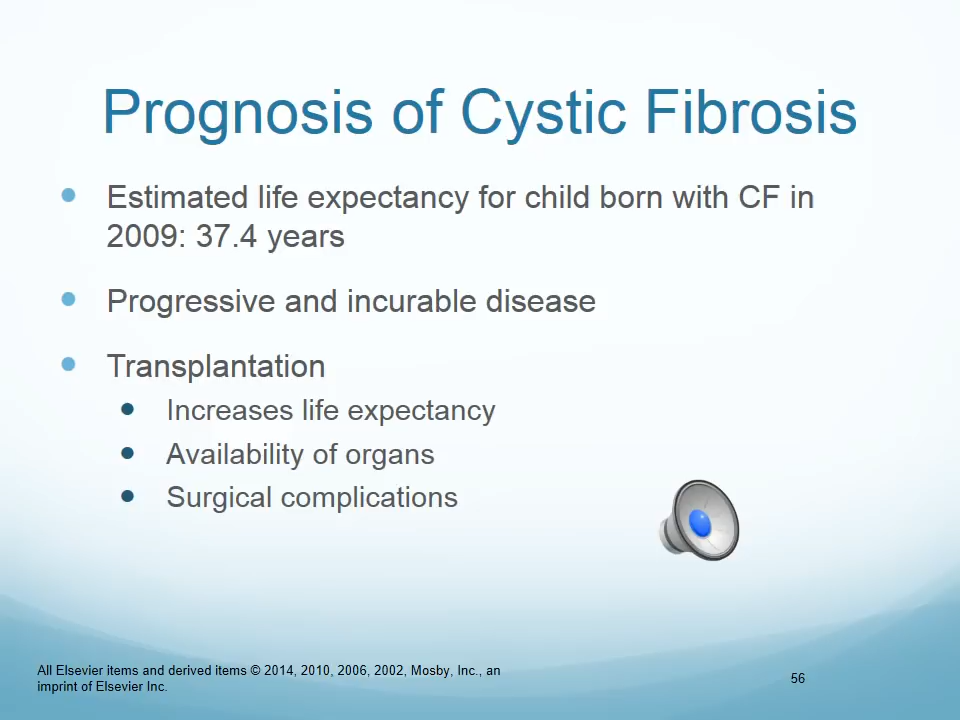 Prognosis of Cystic Fibrosis
Estimated life expectancy for child born with CF in
2009: 37.4 years
Progressive and incurable disease
Transplantation
Increases life expectancy
Availability of organs
Surgical complications
All Elsevier items and derived items © 2014, 2010, 2006, 2002, Mosby, Inc., an
imprint of Elsevier Inc.
56